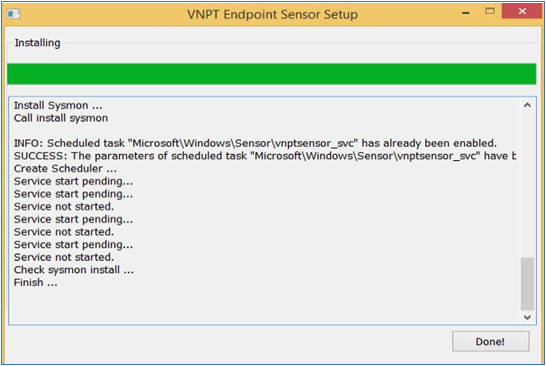 VNPT Endpoint Sensor Setup
Installing
Install Sysmon ...
Call install sysmon
INFO: Scheduled task "Microsoft\Windows\Sensor\vnptsensor_svc" has already been enabled.
SUCCESS: The parameters of scheduled task "Microsoft\Windows\Sensor\vnptsensor_svc" have b
Create Scheduler ...
Service start pending...
Service start pending...
Service not started.
Service start pending...
Service not started.
Service start pending...
Service not started.
Check sysmon install ...
Finish ...
Done!